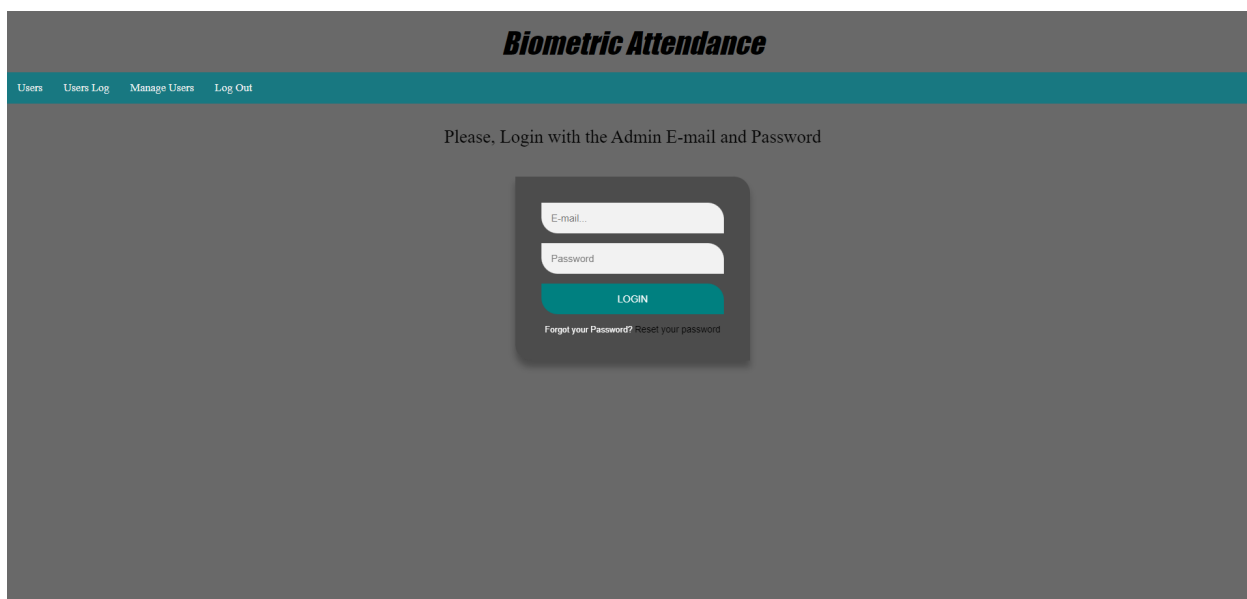 Biometric Attendance
Users Users Log Manage Users Log Out
Please, Login with the Admin E-mail and Password
E-mail...
Password
LOGIN
Forgot your Password? Reset your password